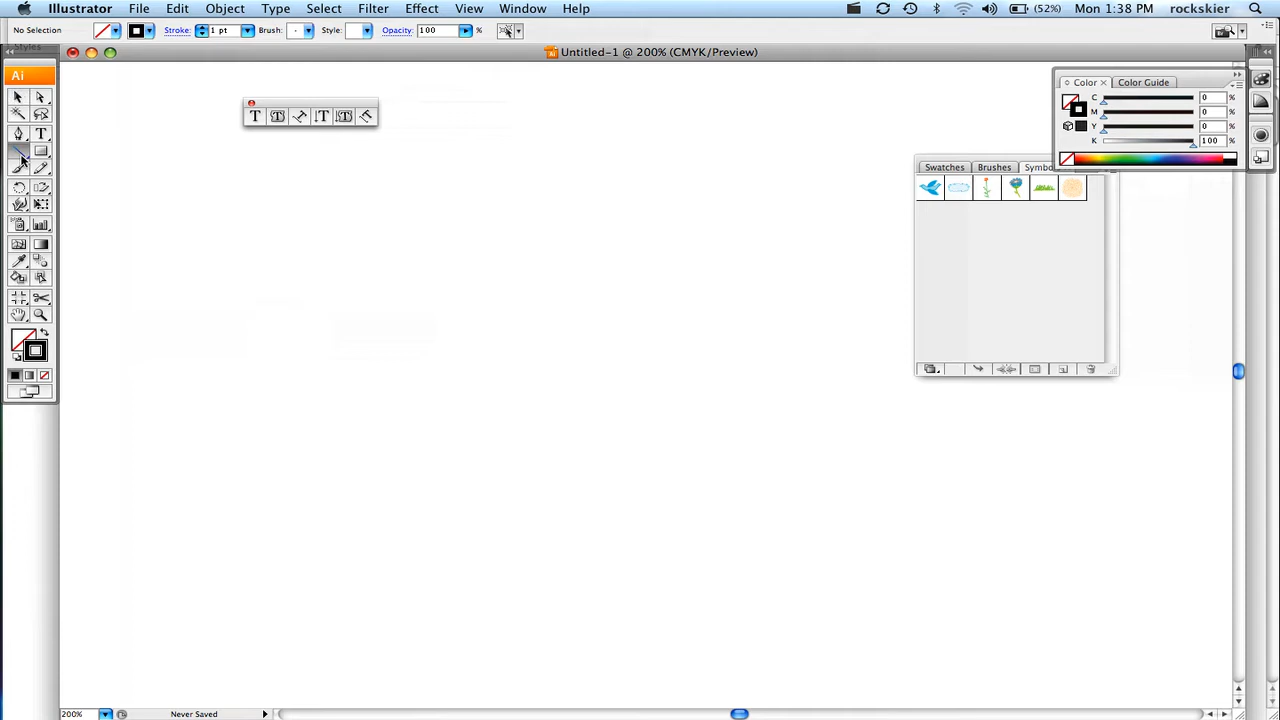 Illustrator File Edit Object Type Select Filter Effect View Window Help (52%) Mon 1:38 PM rockskier
No Selection Stroke: 1 pt Brush: Style: Opacity: 100 %
Untitled-1 @ 200% (CMYK/Preview)
Ai
Color Color Guide
C 0 %
M 0 %
Y 0 %
K 100 %
Swatches Brushes Symbo
200% Never Saved